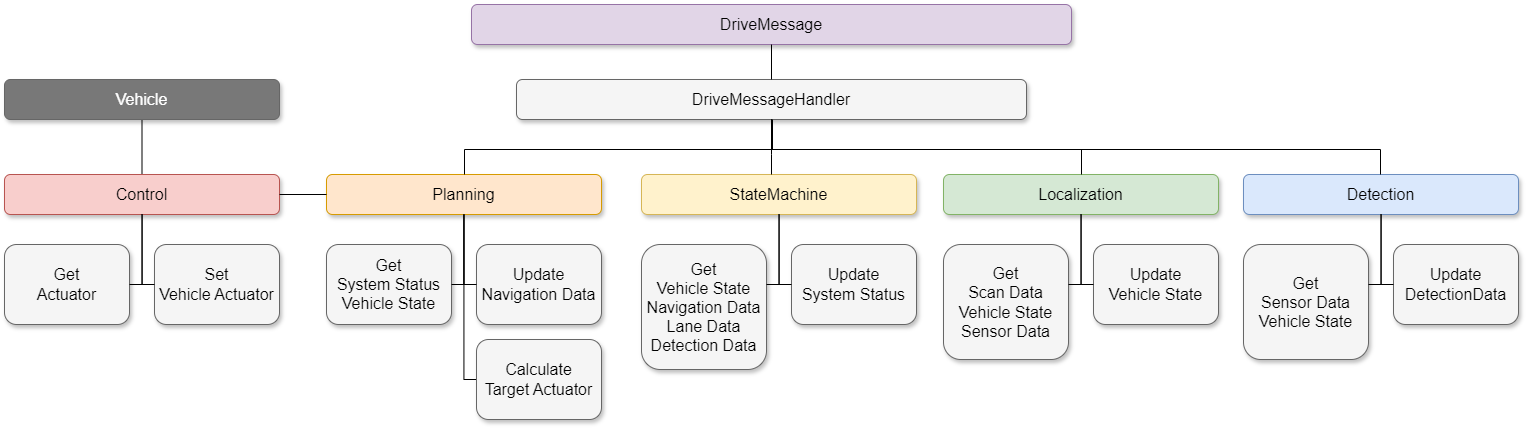 DriveMessage
Vehicle
DriveMessageHandler
Control
Planning
StateMachine
Localization
Detection
Get
Actuator
Set
Vehicle Actuator
Get
System Status
Vehicle State
Update
Navigation Data
Calculate
Target Actuator
Get
Vehicle State
Navigation Data
Lane Data
Detection Data
Update
System Status
Get
Scan Data
Vehicle State
Sensor Data
Update
Vehicle State
Get
Sensor Data
Vehicle State
Update
DetectionData